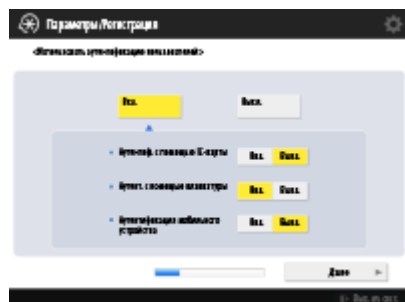 Параметры/Регистрация
<Использовать аутентификацию пользователей>
Вкл.
Выкл.
Аутентиф. с помощью IC-карты
Вкл. Выкл.
Аутент. с помощью клавиатуры
Вкл. Выкл.
Аутентификация мобильного
устройства
Вкл. Выкл.
Далее